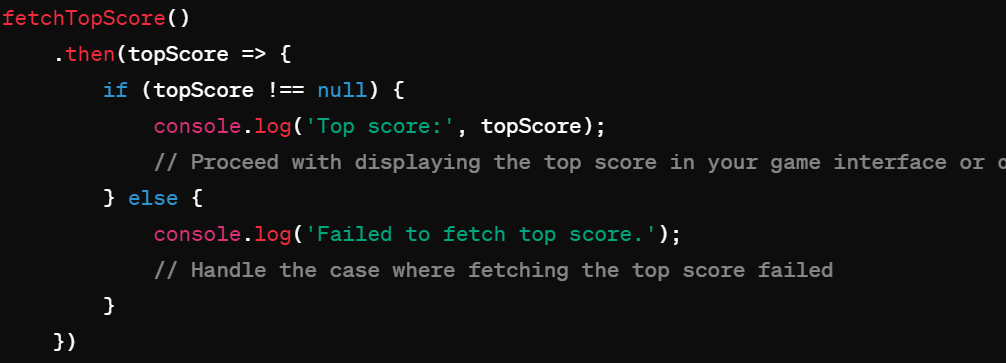 fetchTopScore()
    .then(topScore => {
        if (topScore !== null) {
            console.log('Top score:', topScore);
            // Proceed with displaying the top score in your game interface or
        } else {
            console.log('Failed to fetch top score.');
            // Handle the case where fetching the top score failed
        }
    })